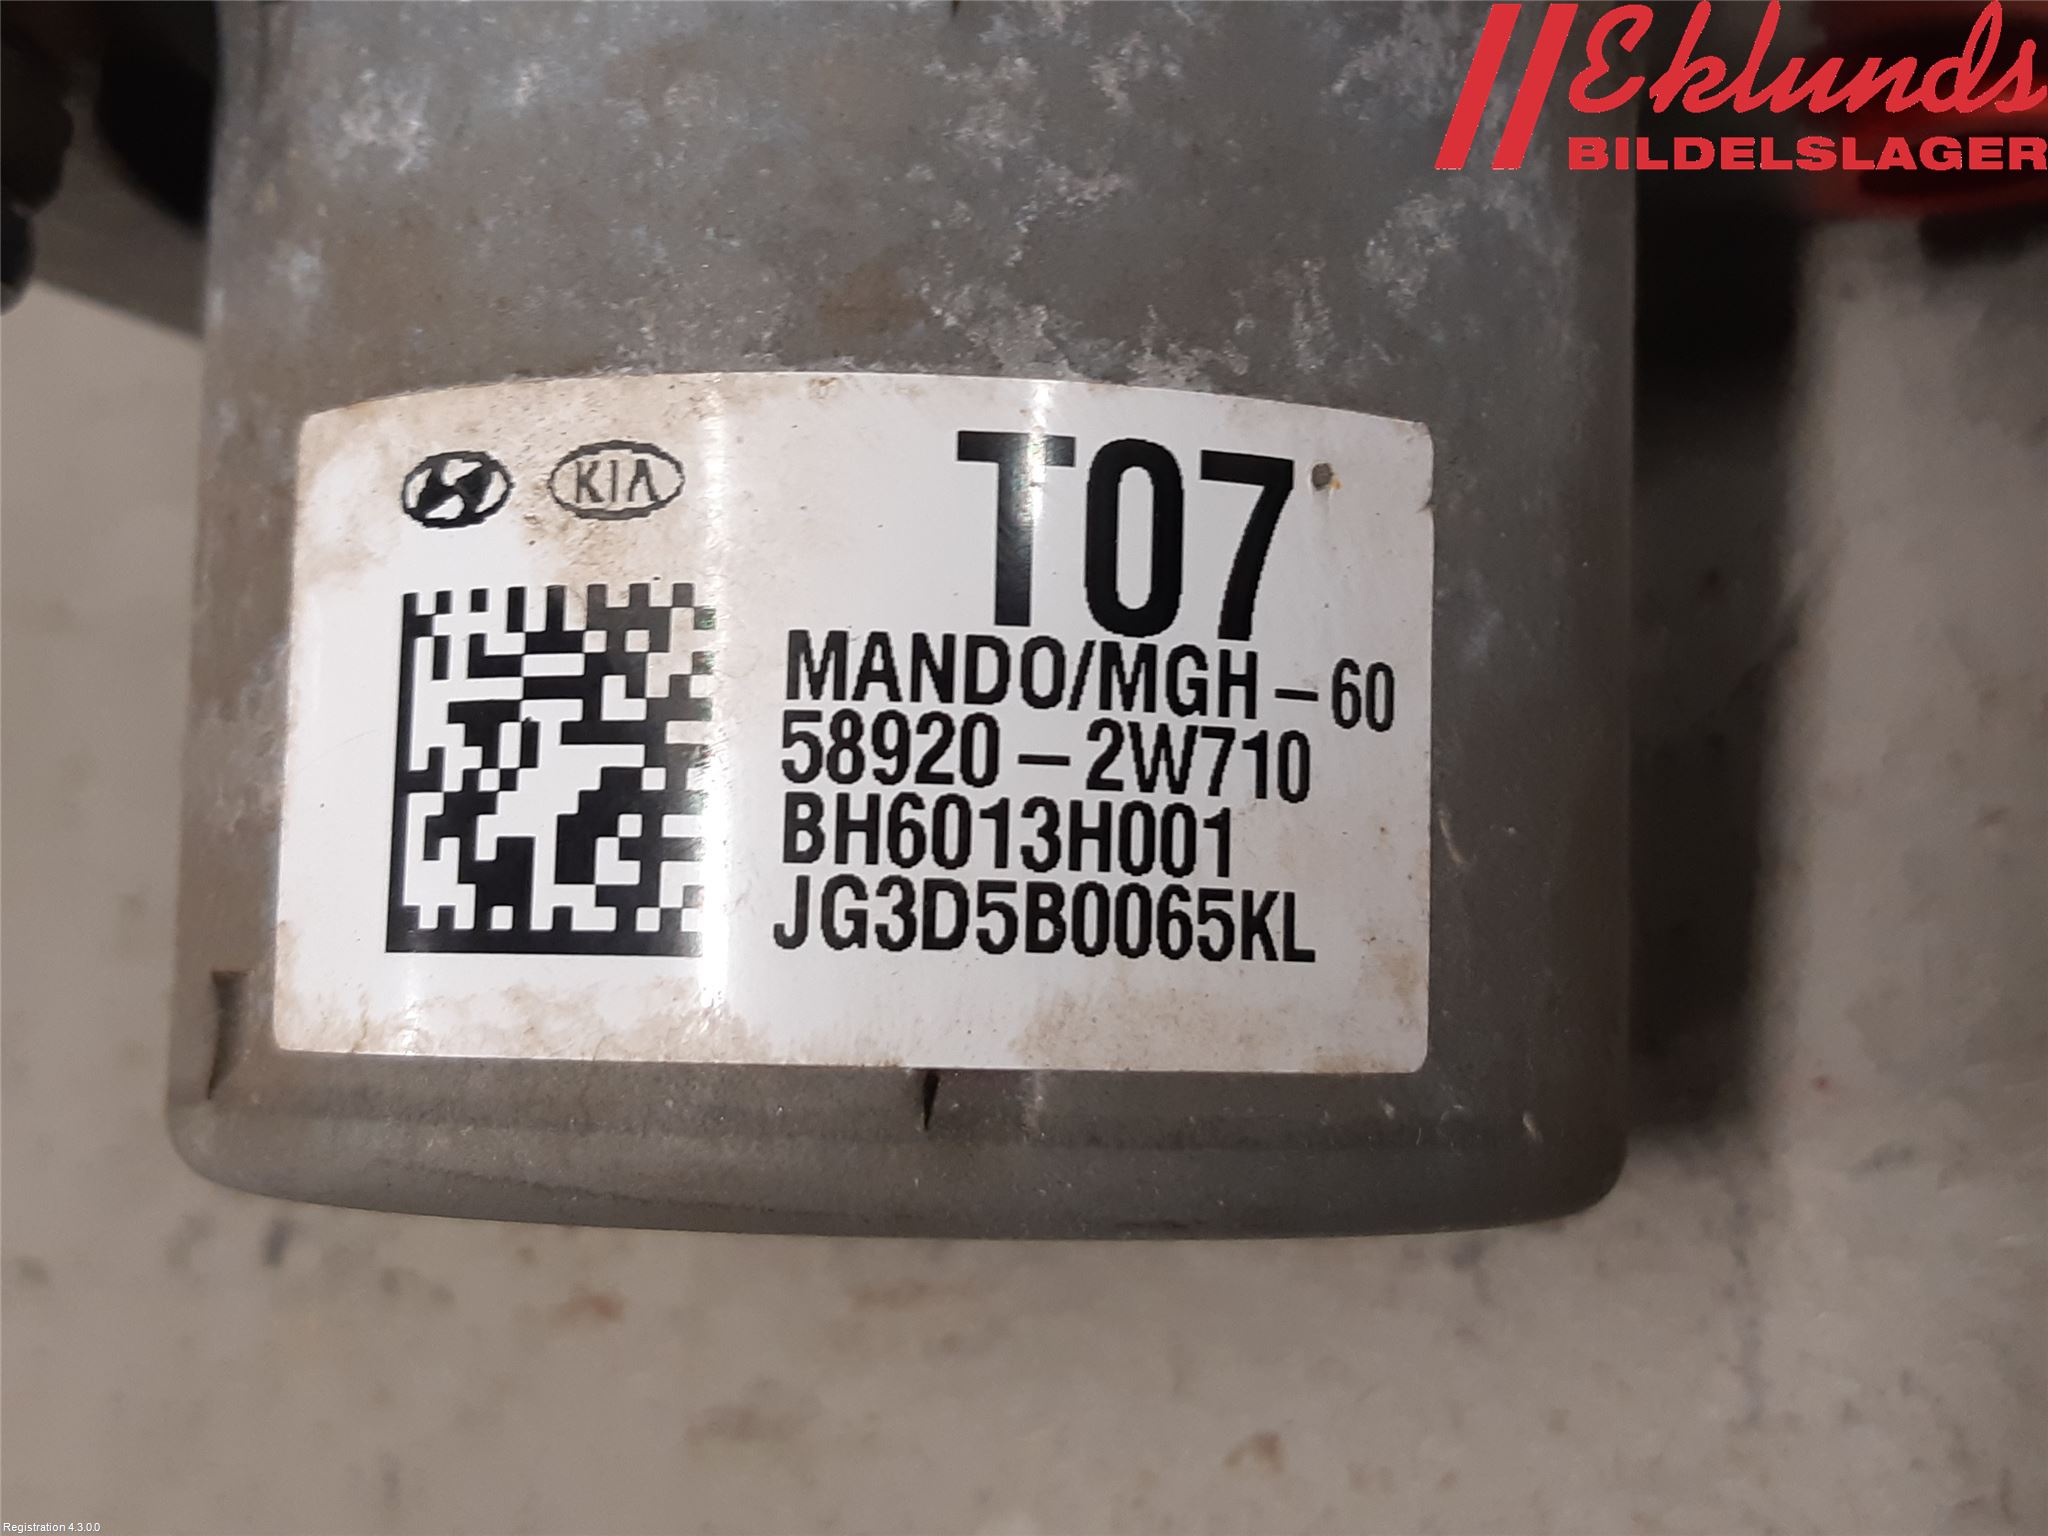 Eklunds
BILDELSLAGER
KIA
T07
MANDO/MGH-60
58920-2W710
BH6013H001
JG3D5B0065KL
Registration 4.3.0.0